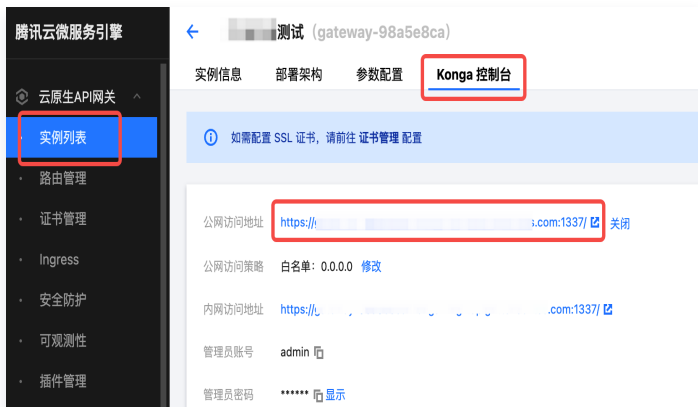 腾讯云微服务引擎
测试 (gateway-98a5e8ca)
实例信息 部署架构 参数配置 Konga 控制台
云原生API网关
实例列表
路由管理
证书管理
Ingress
安全防护
可观测性
插件管理
如需配置 SSL 证书，请前往 证书管理 配置
公网访问地址 https:// .com:1337/ 关闭
公网访问策略 白名单：0.0.0.0 修改
内网访问地址 https:// .com:1337/
管理员账号 admin
管理员密码 ****** 显示